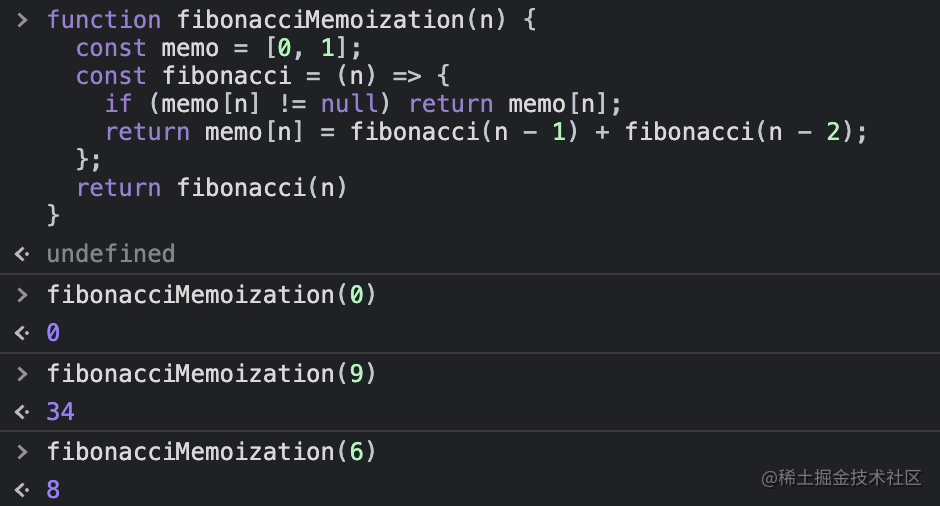 > function fibonacciMemoization(n) {
    const memo = [0, 1];
    const fibonacci = (n) => {
      if (memo[n] != null) return memo[n];
      return memo[n] = fibonacci(n - 1) + fibonacci(n - 2);
    };
    return fibonacci(n)
  }
undefined
> fibonacciMemoization(0)
0
> fibonacciMemoization(9)
34
> fibonacciMemoization(6)
8
@稀土掘金技术社区